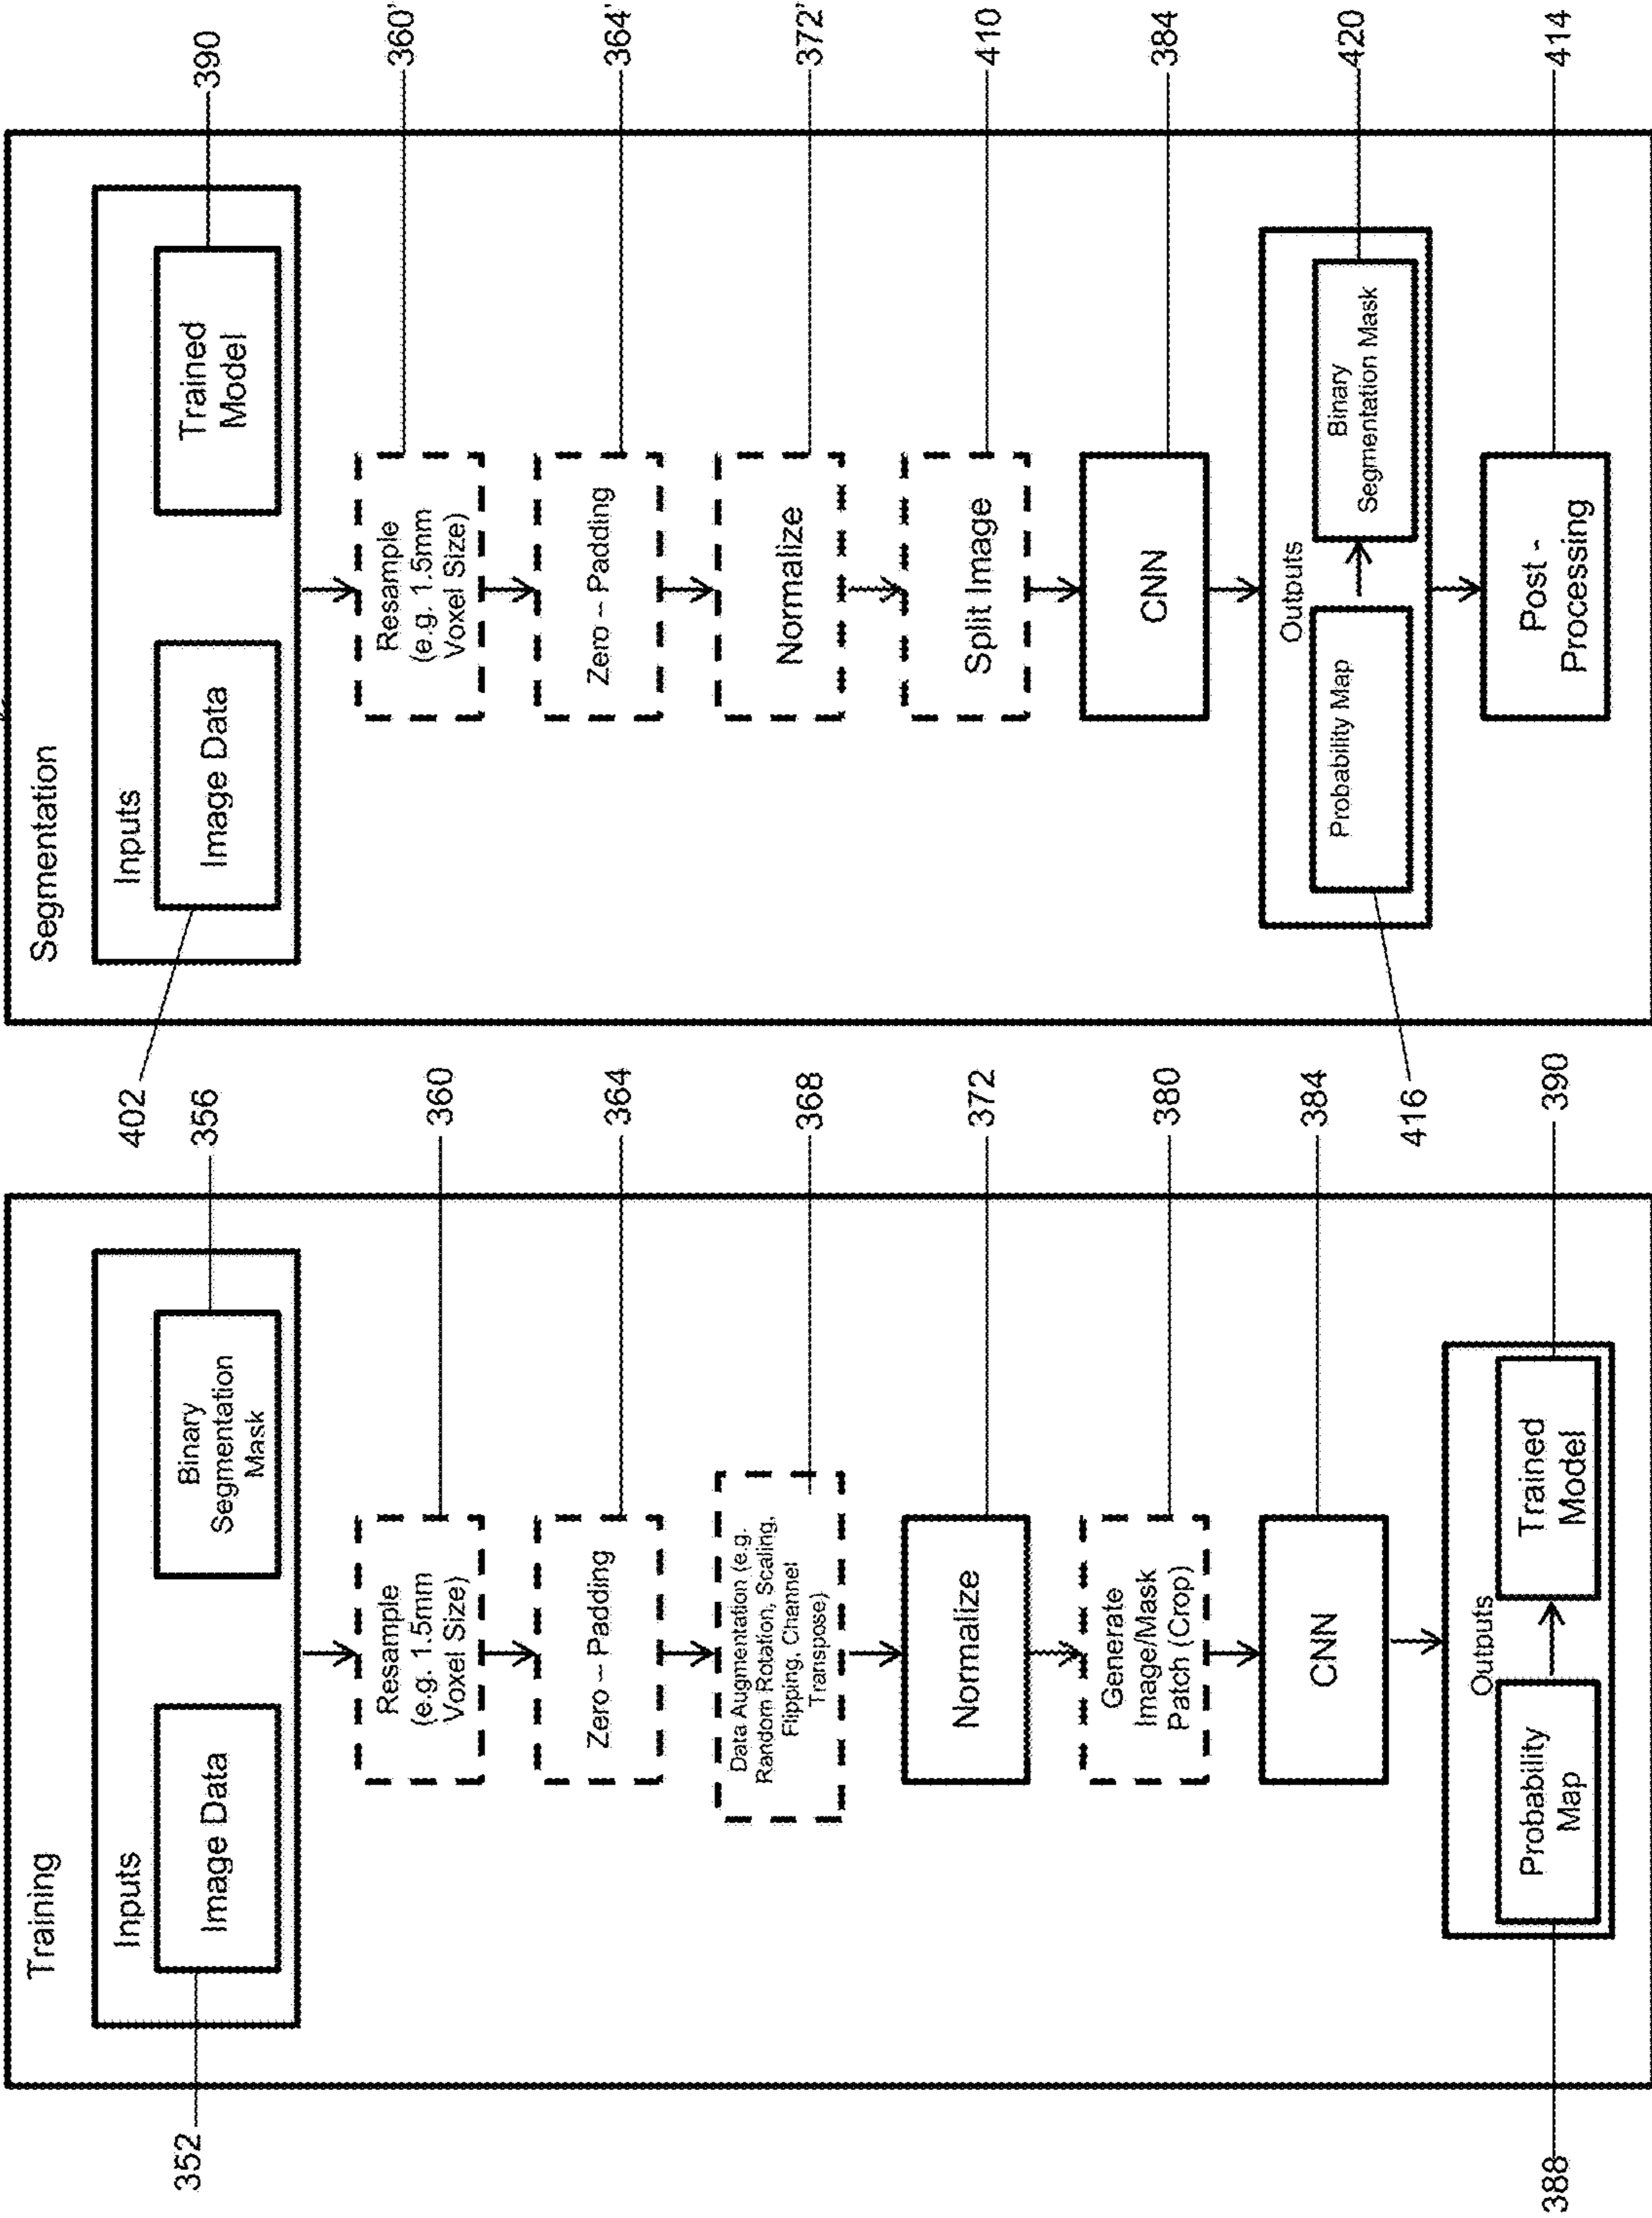 Training
Inputs
Image Data
Binary
Segmentation
Mask
Resample
(e.g. 1.5mm
Voxel Size)
Zero – Padding
Data Augmentation (e.g.
Random Rotation, Scaling,
Flipping, Channel
Transpose)
Normalize
Generate
Image/Mask
Patch (Crop)
CNN
Outputs
Probability
Map
Trained
Model
352
356
360
364
368
372
380
384
388
390
Segmentation
Inputs
Image Data
Trained
Model
Resample
(e.g. 1.5mm
Voxel Size)
Zero – Padding
Normalize
Split Image
CNN
Outputs
Probability Map
Binary
Segmentation Mask
Post -
Processing
402
390
360'
364'
372'
410
384
416
420
414